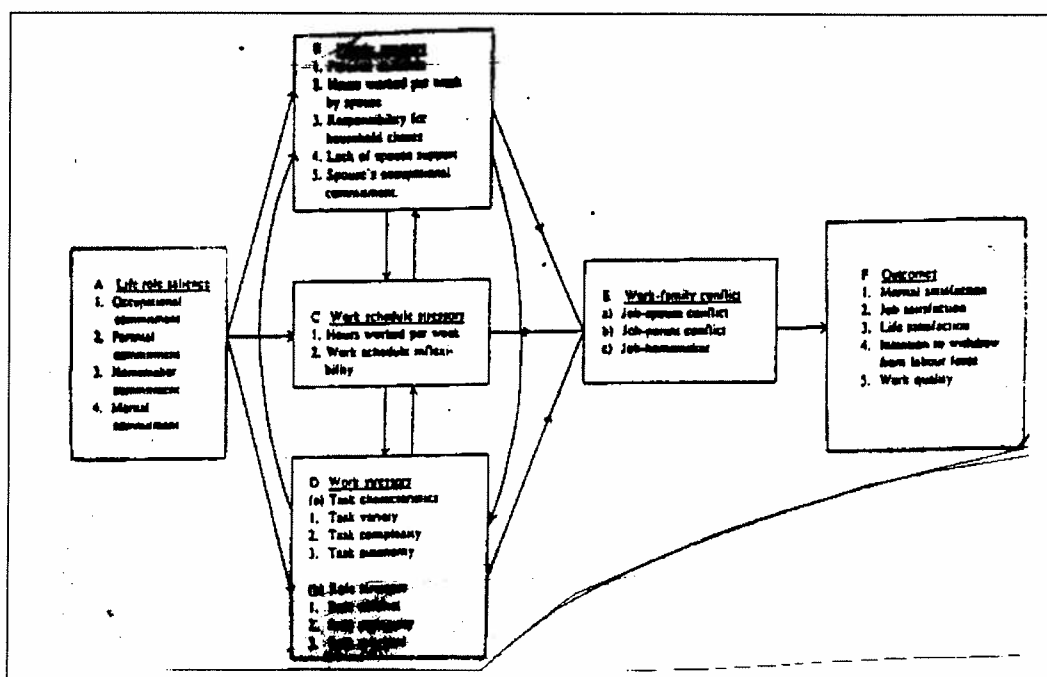 B
1.
2. Hours worked per week
by spouse
3. Responsibility for
household chores
4. Lack of spouse support
5. Spouse's occupational
commitment.
A Life role salience
1. Occupational
commitment
2. Parental
commitment
3. Homemaker
commitment
4. Marital
commitment
C Work schedule stressors
1. Hours worked per week
2. Work schedule inflexi-
bility
D Work stressors
(a) Task characteristics
1. Task variety
2. Task complexity
3. Task autonomy
(b) Role stressors
1. Role conflict
2. Role
3. Role
E Work-family conflict
a) Job-spouse conflict
b) Job-parent conflict
c) Job-homemaker
F Outcomes
1. Marital satisfaction
2. Job satisfaction
3. Life satisfaction
4. Intention to withdraw
from labour force
5. Work quality